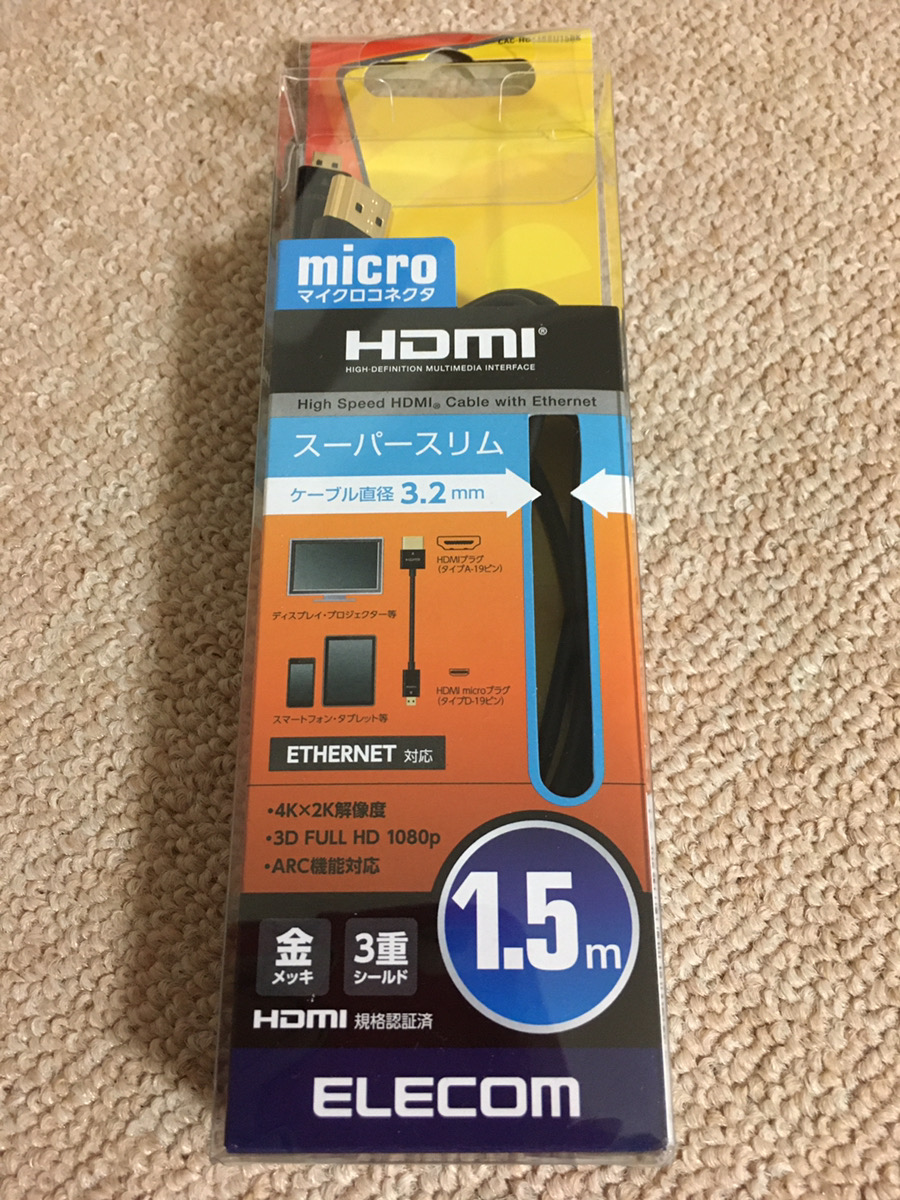 micro
マイクロコネクタ
HDMI®
HIGH-DEFINITION MULTIMEDIA INTERFACE
High Speed HDMI® Cable with Ethernet
スーパースリム
ケーブル直径 3.2 mm
HDMIプラグ
(タイプA-19ピン)
ディスプレイ・プロジェクター等
HDMI microプラグ
(タイプD-19ピン)
スマートフォン・タブレット等
ETHERNET 対応
・4K×2K解像度
・3D FULL HD 1080p
・ARC機能対応
1.5m
金
メッキ
3重
シールド
HDMI 規格認証済
ELECOM